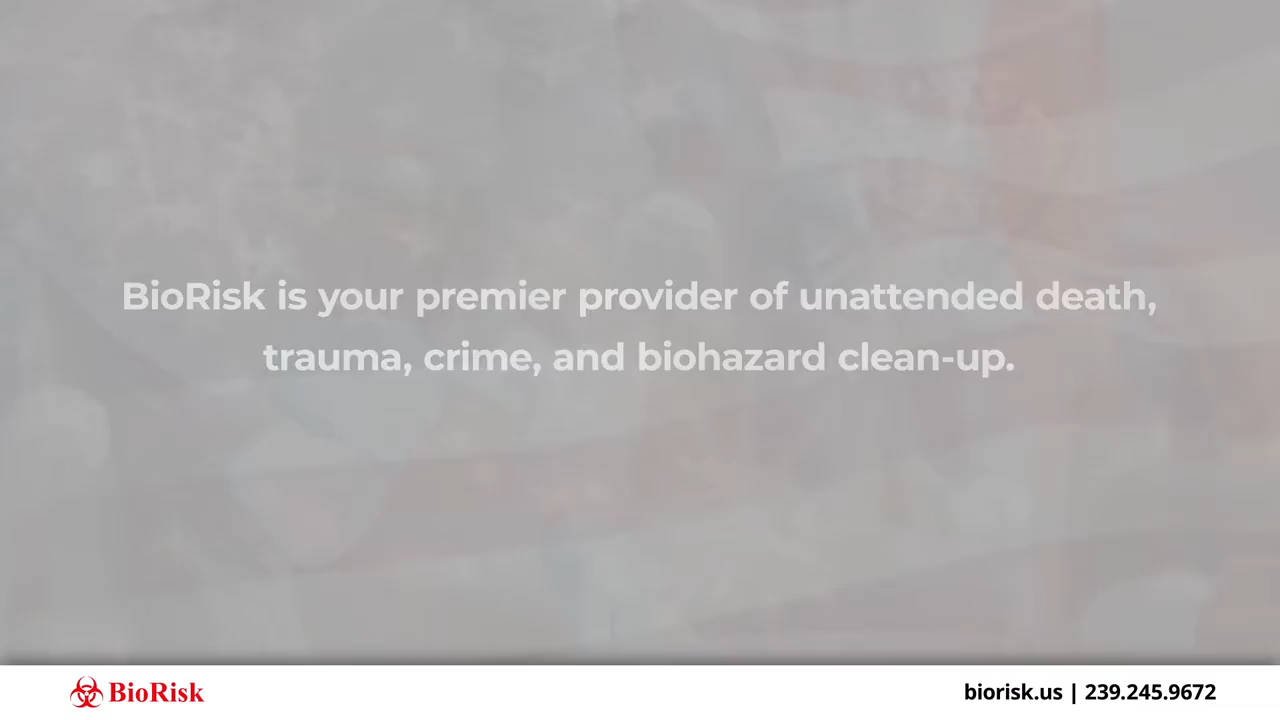 BioRisk is your premier provider of unattended death,
trauma, crime, and biohazard clean-up.
BioRisk
biorisk.us | 239.245.9672